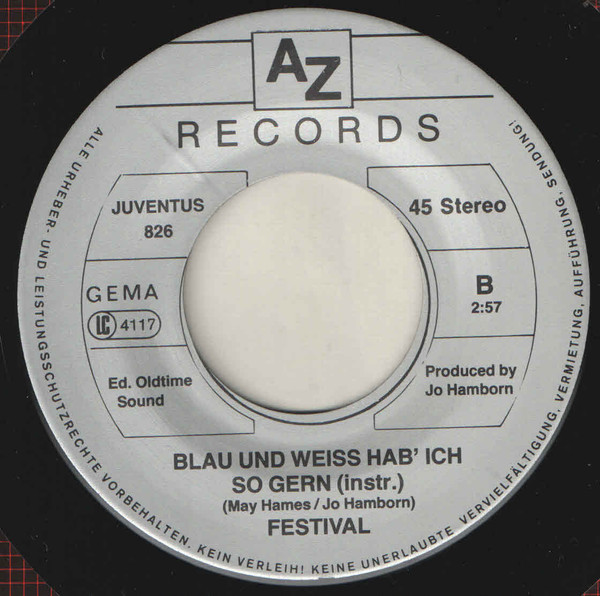 AZ
RECORDS
JUVENTUS
826
45 Stereo
GEMA
LC 4117
B
2:57
Ed. Oldtime
Sound
Produced by
Jo Hamborn
BLAU UND WEISS HAB' ICH
SO GERN (instr.)
(May Hames / Jo Hamborn)
FESTIVAL
ALLE URHEBER- UND LEISTUNGSSCHUTZRECHTE VORBEHALTEN. KEIN VERLEIH! KEINE UNERLAUBTE VERVIELFÄLTIGUNG, VERMIETUNG, AUFFÜHRUNG, SENDUNG!